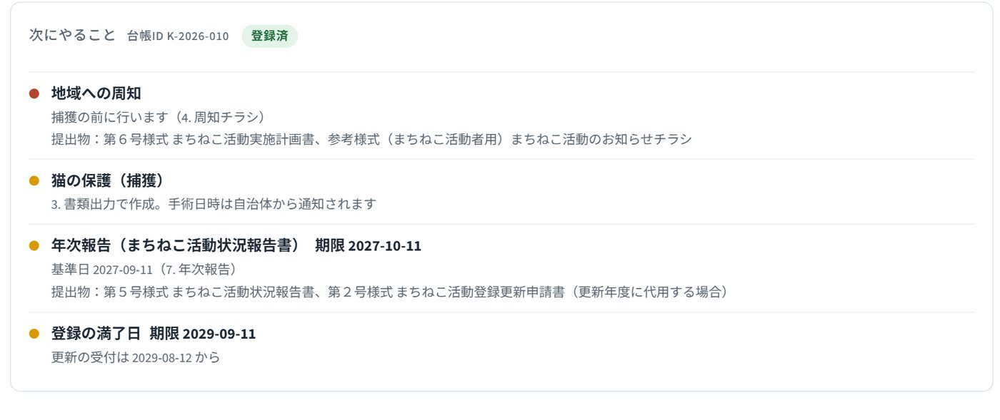 次にやること 台帳ID K-2026-010 登録済
地域への周知
捕獲の前に行います（4. 周知チラシ）
提出物：第６号様式 まちねこ活動実施計画書、参考様式（まちねこ活動者用）まちねこ活動のお知らせチラシ
猫の保護（捕獲）
3. 書類出力で作成。手術日時は自治体から通知されます
年次報告（まちねこ活動状況報告書） 期限 2027-10-11
基準日 2027-09-11（7. 年次報告）
提出物：第５号様式 まちねこ活動状況報告書、第２号様式 まちねこ活動登録更新申請書（更新年度に代用する場合）
登録の満了日 期限 2029-09-11
更新の受付は 2029-08-12 から